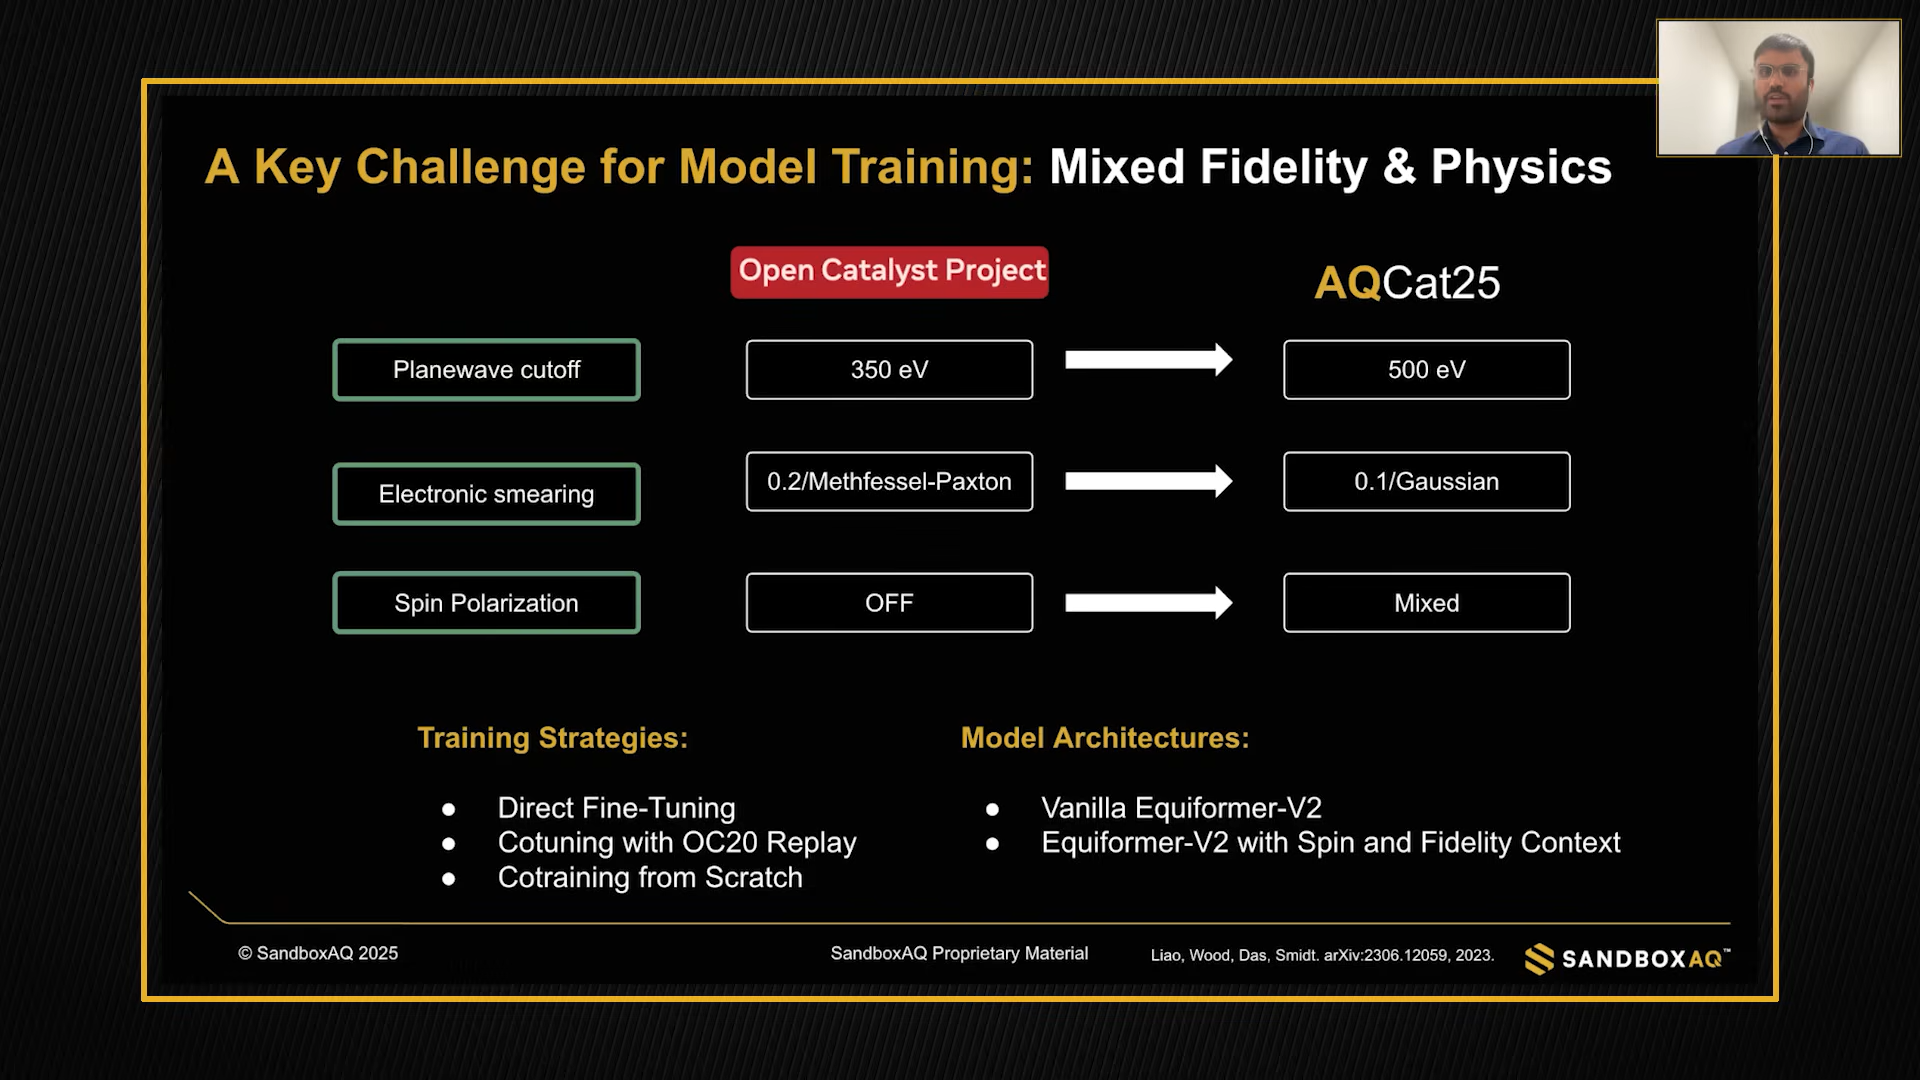 A Key Challenge for Model Training: Mixed Fidelity & Physics
Open Catalyst Project
AQCat25
Planewave cutoff
350 eV
500 eV
Electronic smearing
0.2/Methfessel-Paxton
0.1/Gaussian
Spin Polarization
OFF
Mixed
Training Strategies:
● Direct Fine-Tuning
● Cotuning with OC20 Replay
● Cotraining from Scratch
Model Architectures:
● Vanilla Equiformer-V2
● Equiformer-V2 with Spin and Fidelity Context
© SandboxAQ 2025
SandboxAQ Proprietary Material
Liao, Wood, Das, Smidt. arXiv:2306.12059, 2023.
SANDBOXAQ™